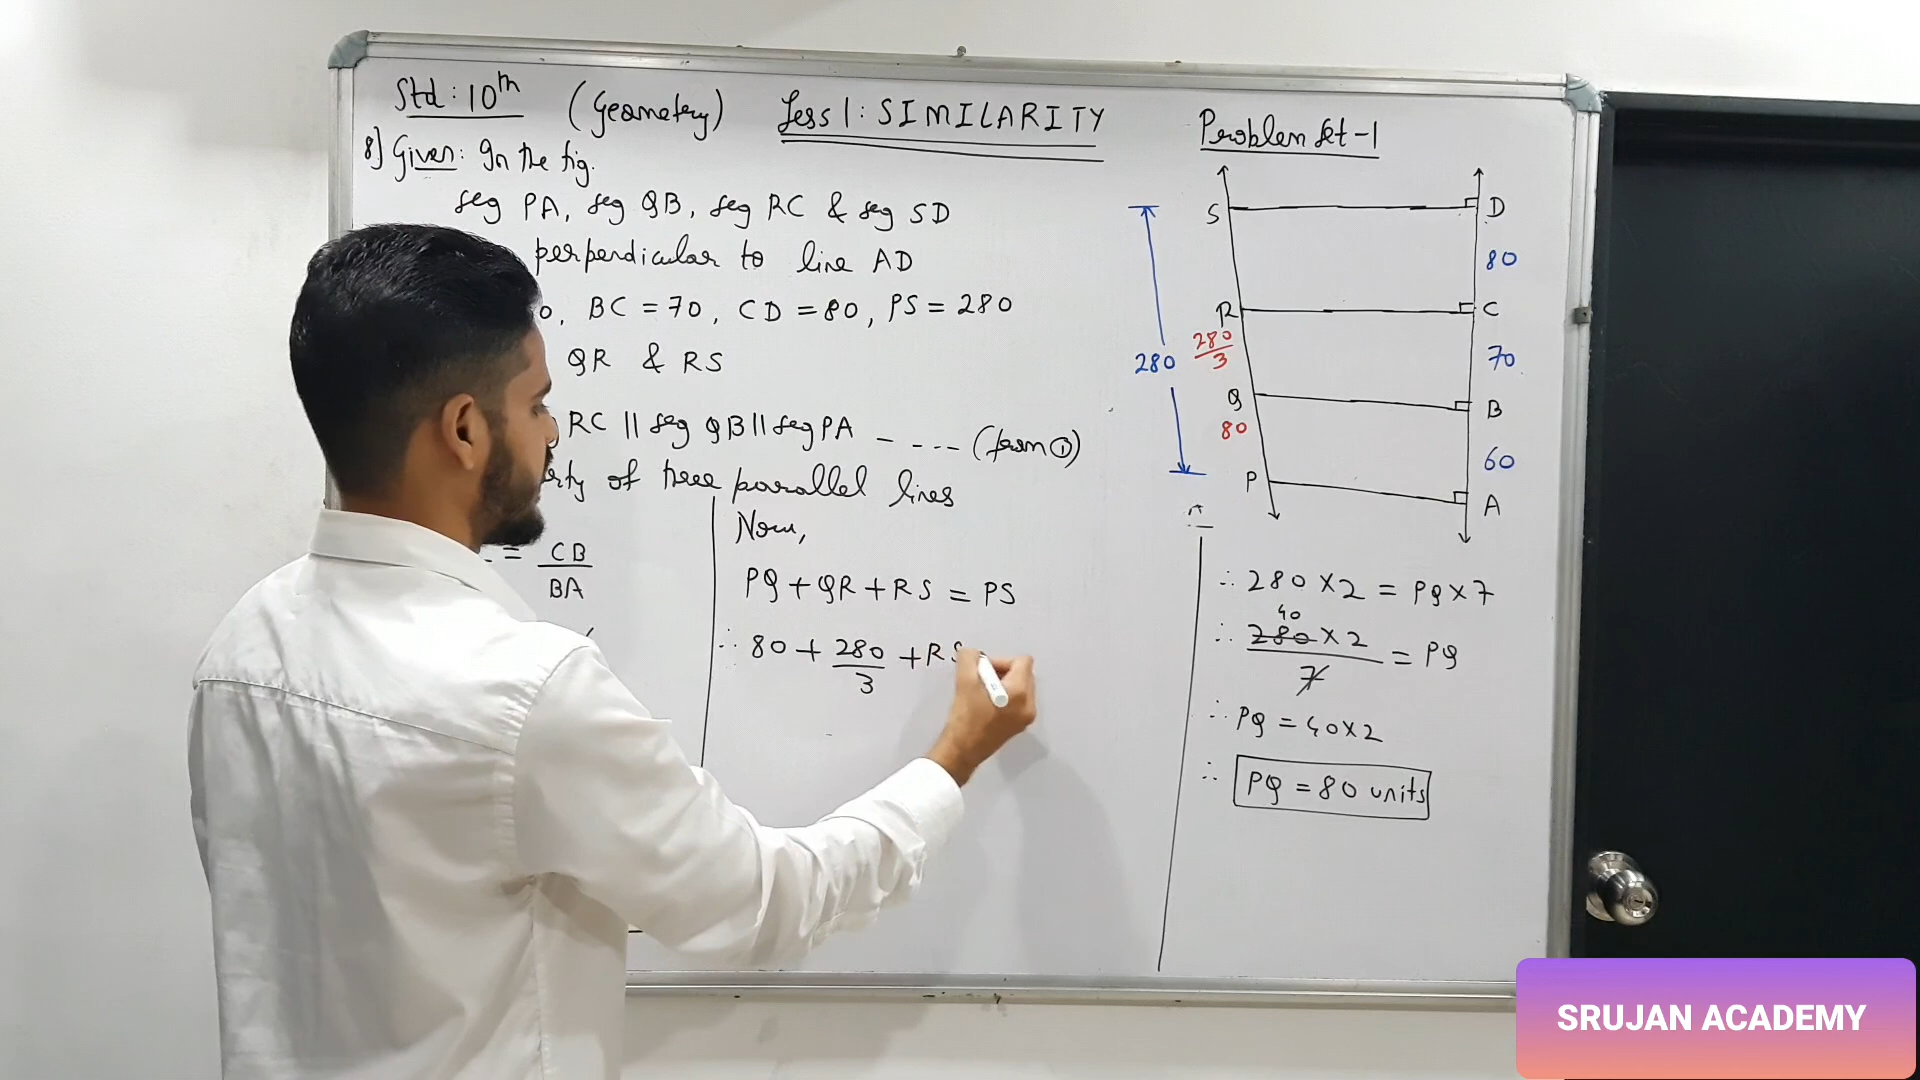 Std: 10th (Geometry) Less 1: SIMILARITY Problem Set-1
8] Given: In the fig.
seg PA, seg QB, seg RC & seg SD
perpendicular to line AD
0, BC = 70, CD = 80, PS = 280
QR & RS
RC || seg QB || seg PA - - - - - (from ①)
rty of three parallel lines
= CB
BA
Now,
PQ + QR + RS = PS
∴ 80 + 280/3 + RS
S D
80
R C
280/3
280
70
Q B
80
60
P A
∴ 280 × 2 = PQ × 7
40
∴ 280 × 2 / 7 = PQ
∴ PQ = 40 × 2
∴ PQ = 80 units
SRUJAN ACADEMY